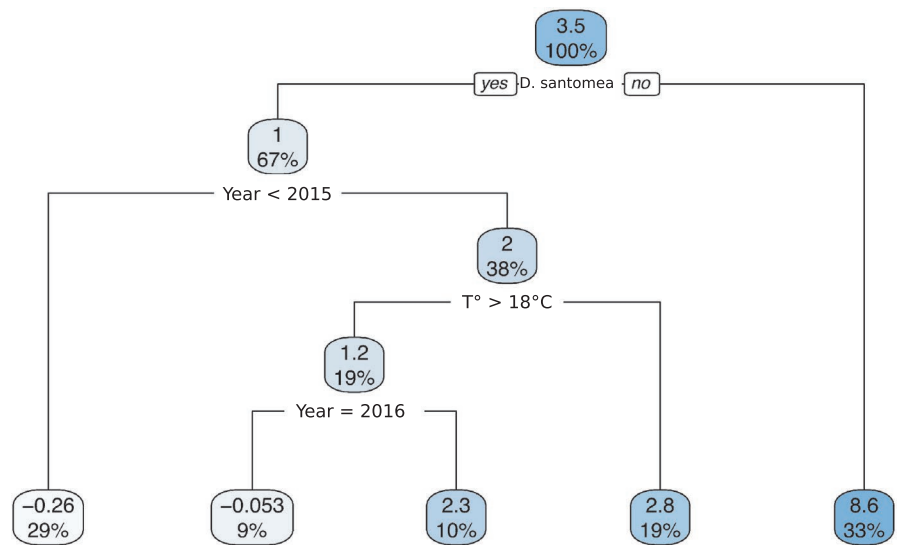 3.5
100%
yes D. santomea no
1
67%
Year < 2015
2
38%
T° > 18°C
1.2
19%
Year = 2016
−0.26 −0.053 2.3 2.8 8.6
29% 9% 10% 19% 33%